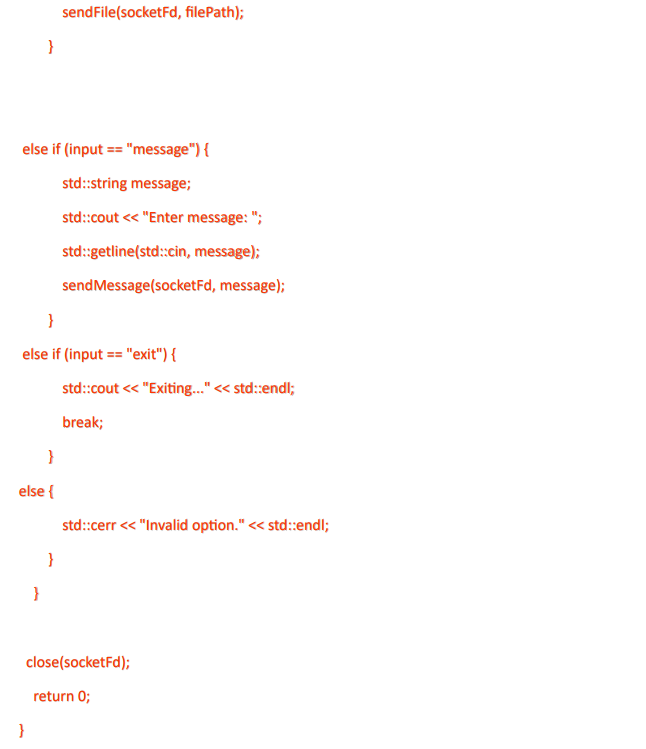 sendFile(socketFd, filePath);
}
else if (input == "message") {
std::string message;
std::cout << "Enter message: ";
std::getline(std::cin, message);
sendMessage(socketFd, message);
}
else if (input == "exit") {
std::cout << "Exiting..." << std::endl;
break;
}
else {
std::cerr << "Invalid option." << std::endl;
}
}
close(socketFd);
return 0;
}